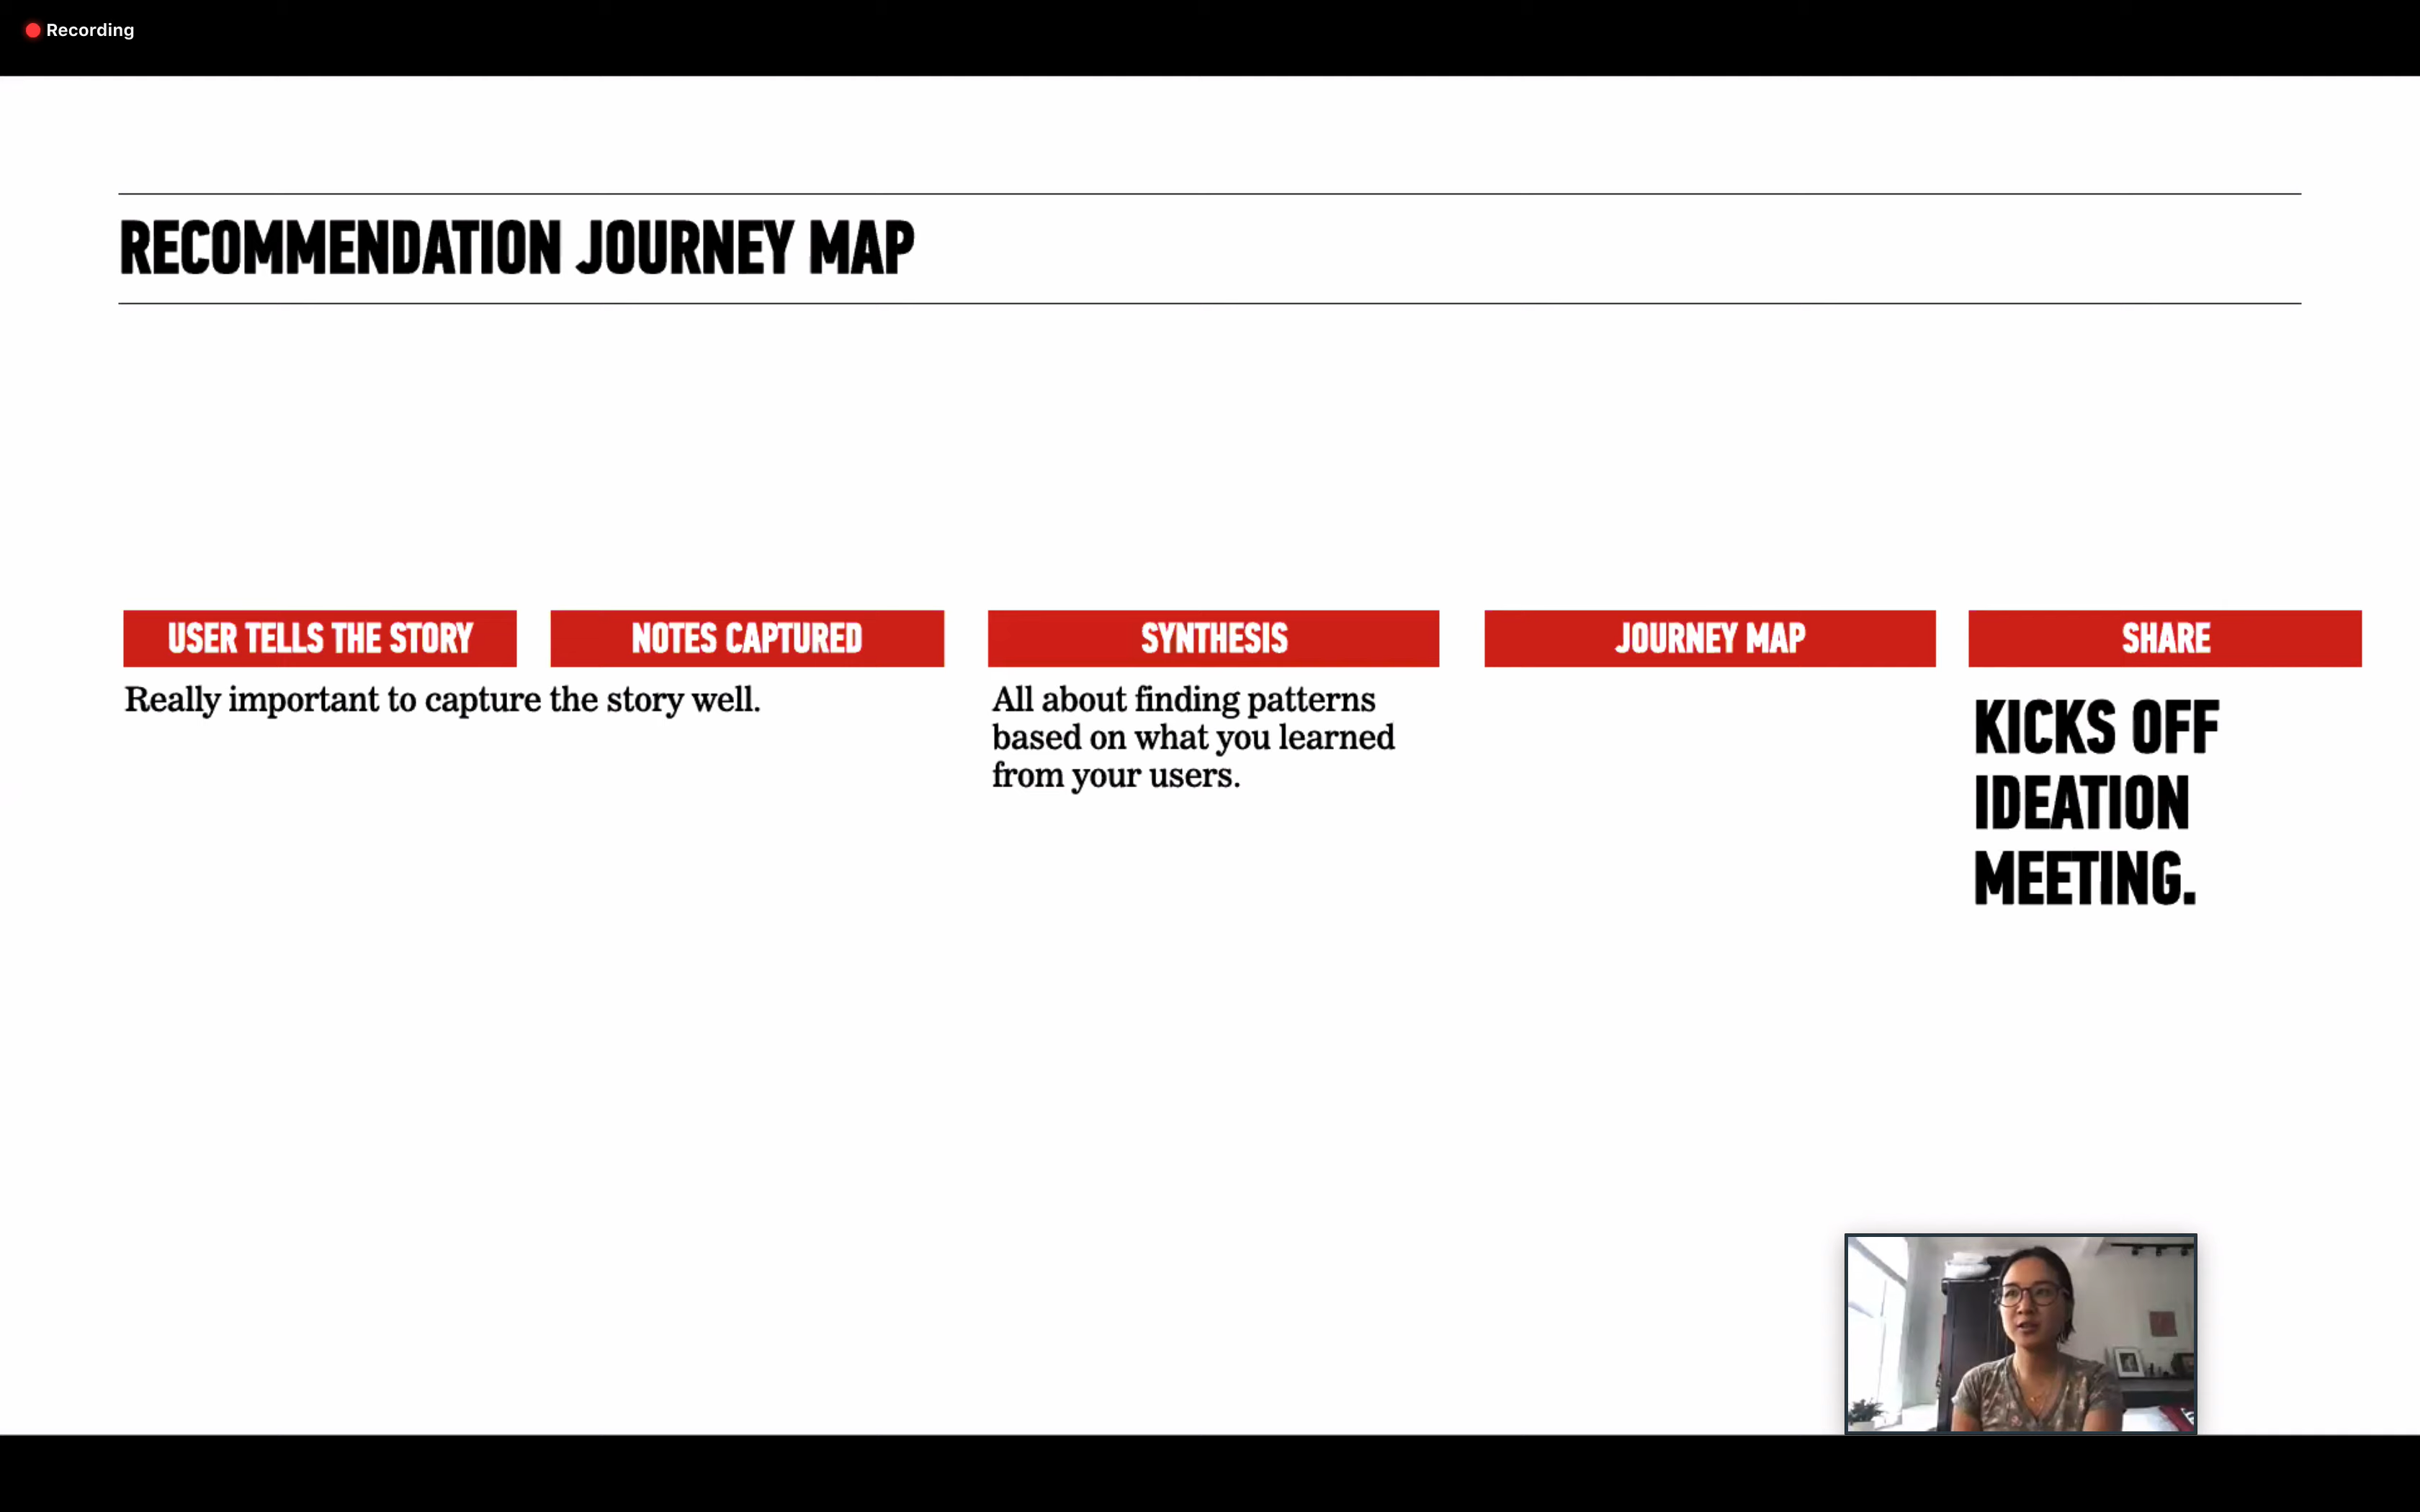 Recording
RECOMMENDATION JOURNEY MAP
USER TELLS THE STORY
NOTES CAPTURED
SYNTHESIS
JOURNEY MAP
SHARE
Really important to capture the story well.
All about finding patterns
based on what you learned
from your users.
KICKS OFF
IDEATION
MEETING.